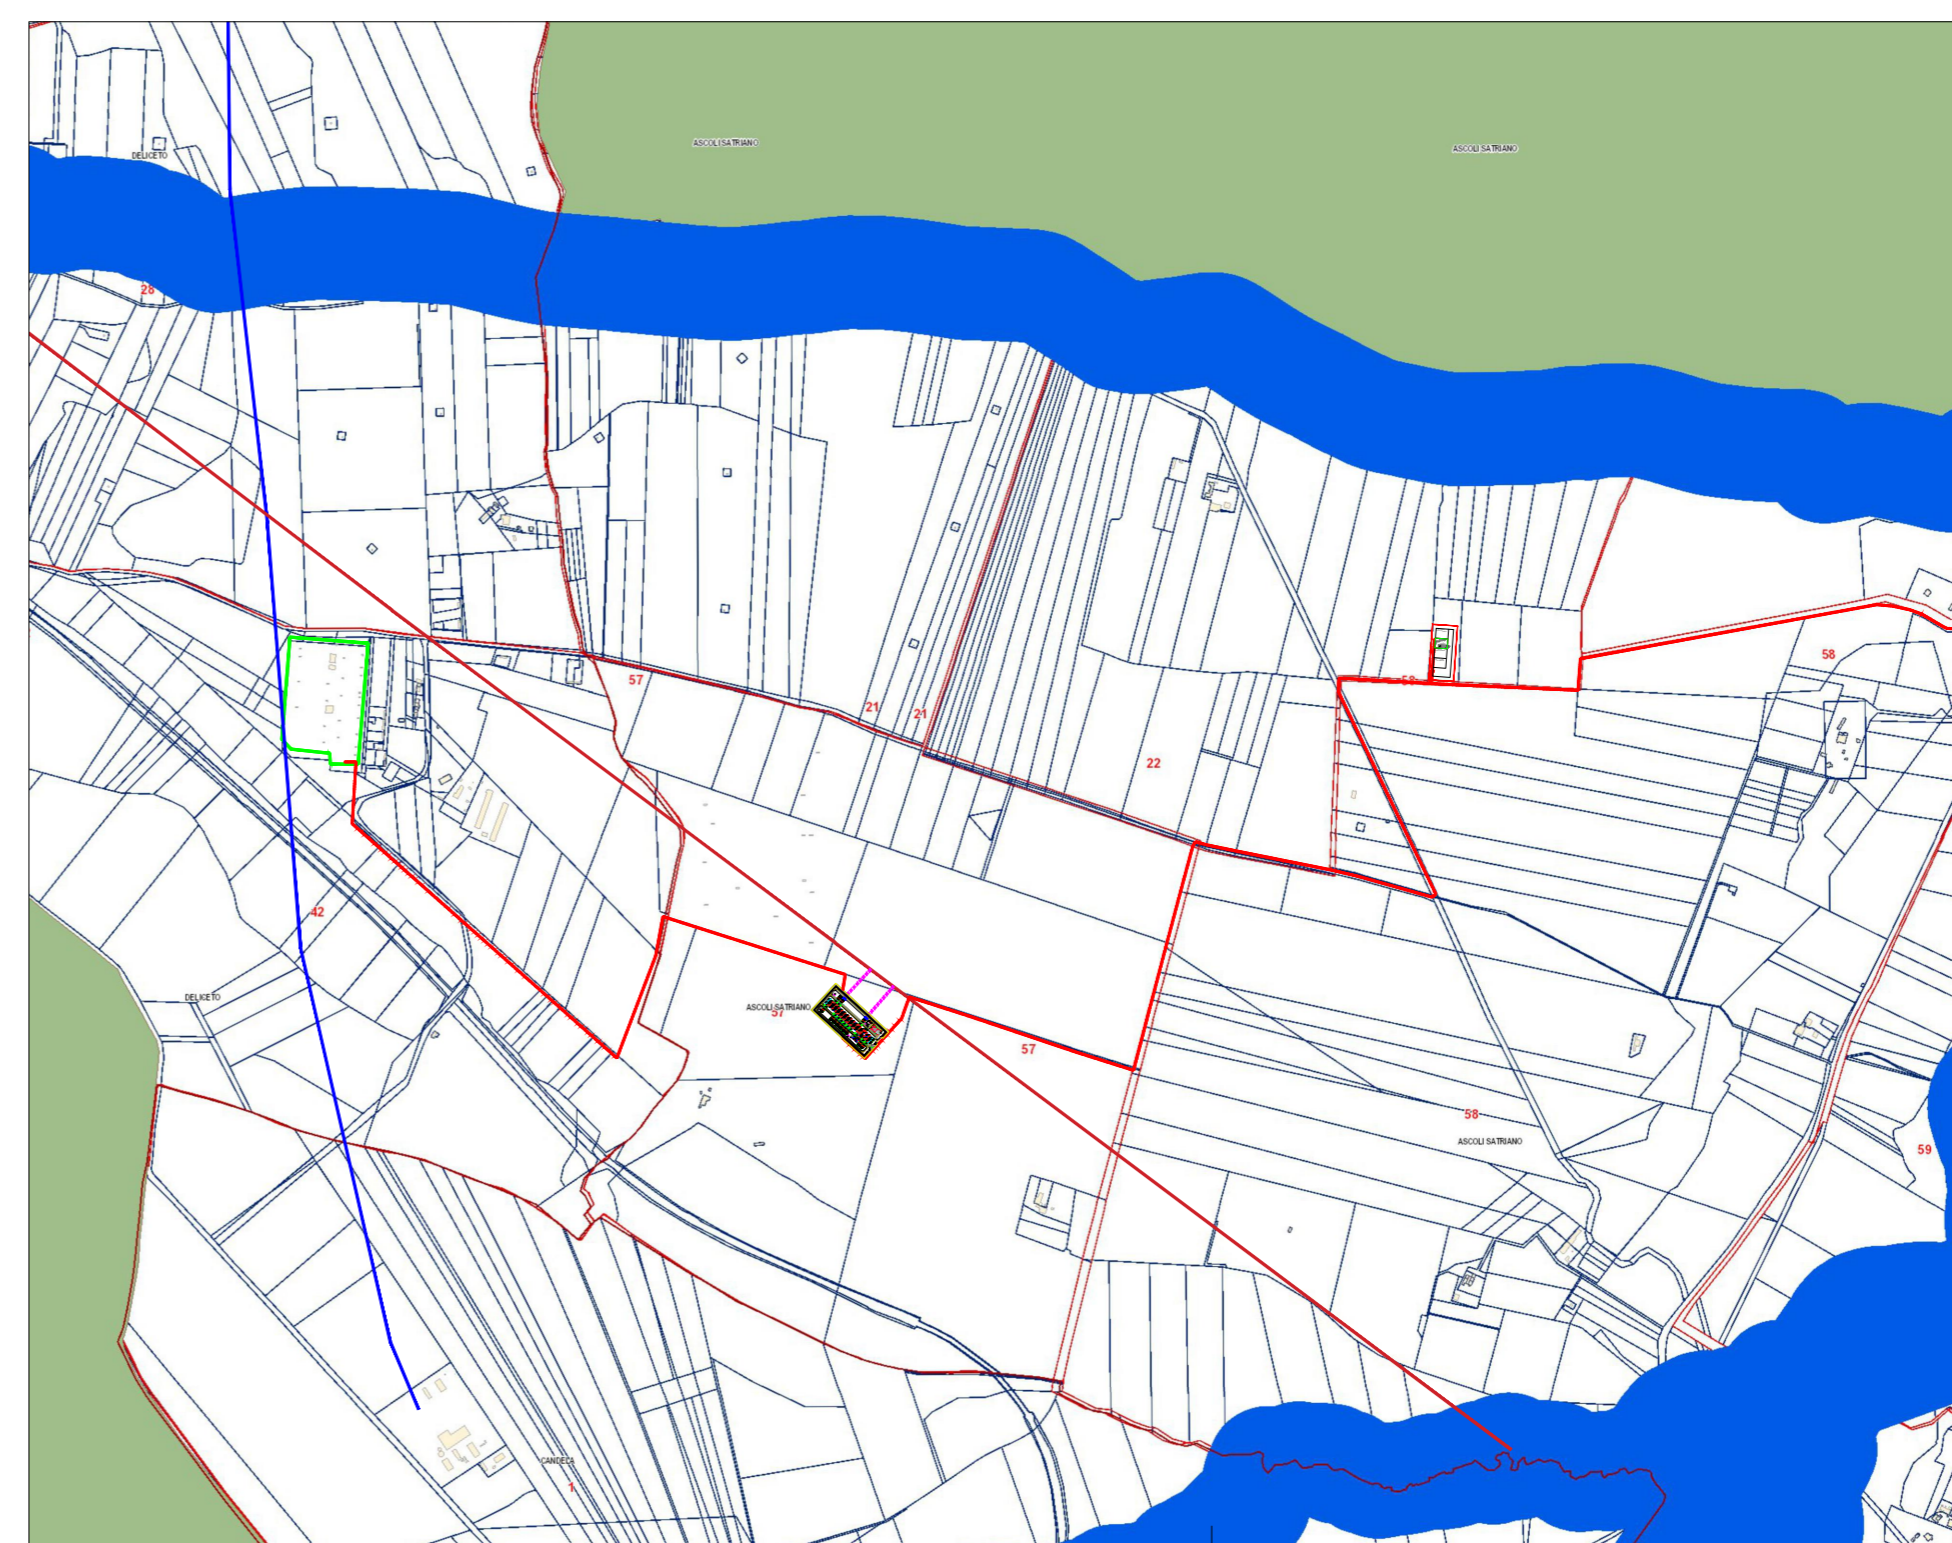 ASCOLI SATRIANO
ASCOLI SATRIANO
DELICETO
28
58
57
58
21
21
22
42
DELICETO
ASCOLI SATRIANO
57
57
58
ASCOLI SATRIANO
59
CANDELA
1